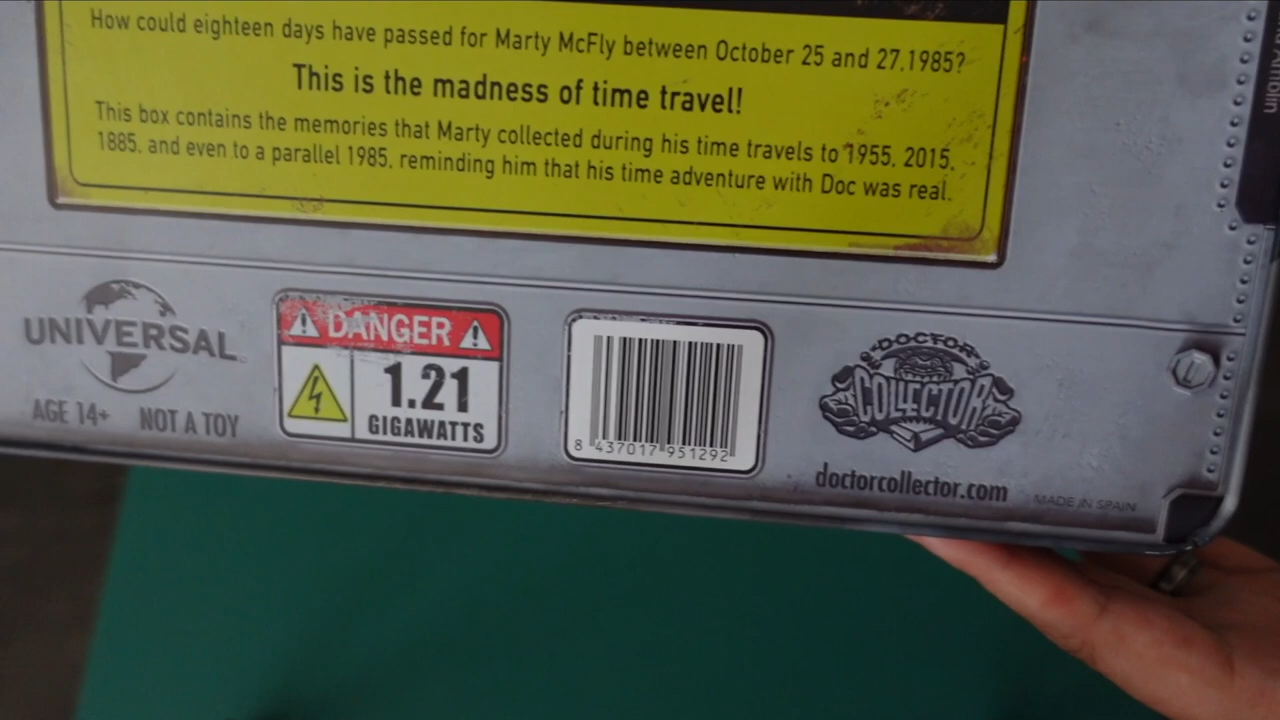 How could eighteen days have passed for Marty McFly between October 25 and 27.1985?
This is the madness of time travel!
This box contains the memories that Marty collected during his time travels to 1955, 2015,
1885, and even to a parallel 1985, reminding him that his time adventure with Doc was real.
UNIVERSAL
AGE 14+ NOT A TOY
DANGER
1.21
GIGAWATTS
8 437017 951292
DOCTOR
COLLECTOR
doctorcollector.com
MADE IN SPAIN
Amblin